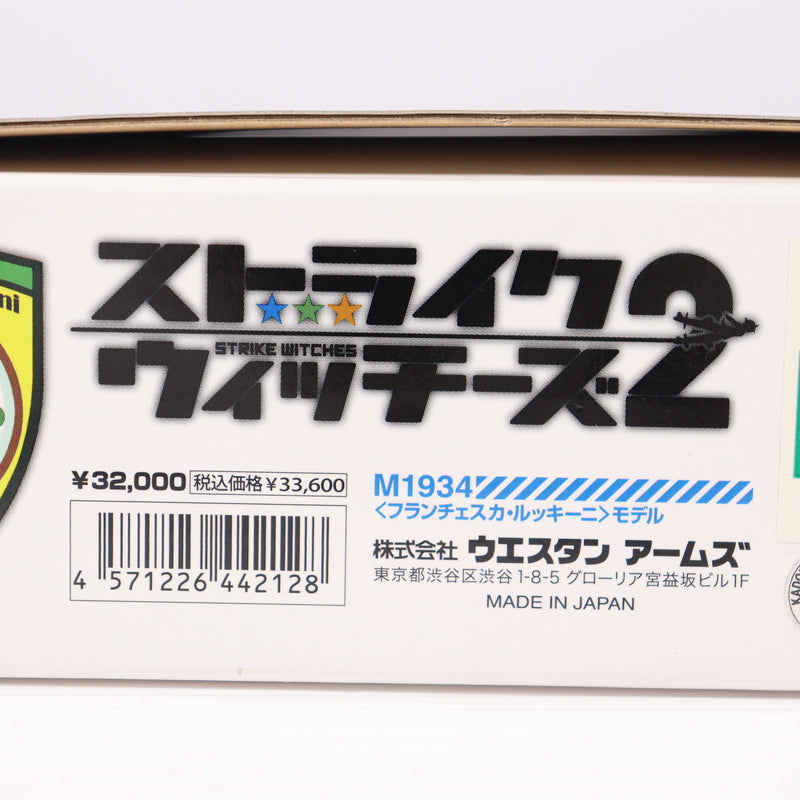 ni
ストライク
STRIKE WITCHES
ウィッチーズ2
¥32,000 税込価格 ¥33,600
4 571226 442128
M1934
〈フランチェスカ・ルッキーニ〉モデル
株式会社 ウエスタン アームズ
東京都渋谷区渋谷 1-8-5 グローリア宮益坂ビル1F
MADE IN JAPAN